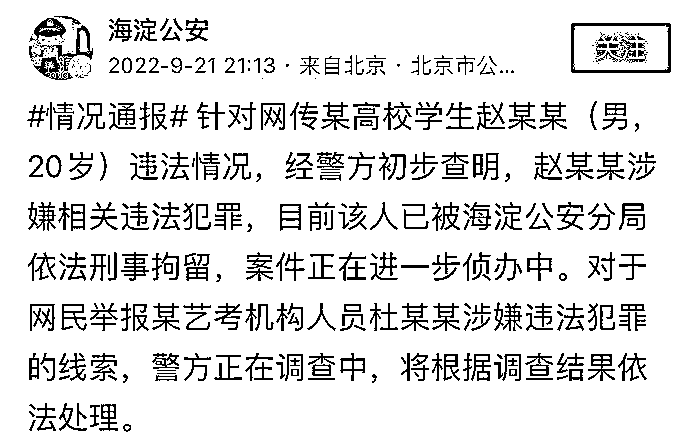 海淀公安
2022-9-21 21:13 · 来自北京 · 北京市公...
关注
#情况通报# 针对网传某高校学生赵某某（男，
20岁）违法情况，经警方初步查明，赵某某涉
嫌相关违法犯罪，目前该人已被海淀公安分局
依法刑事拘留，案件正在进一步侦办中。对于
网民举报某艺考机构人员杜某某涉嫌违法犯罪
的线索，警方正在调查中，将根据调查结果依
法处理。